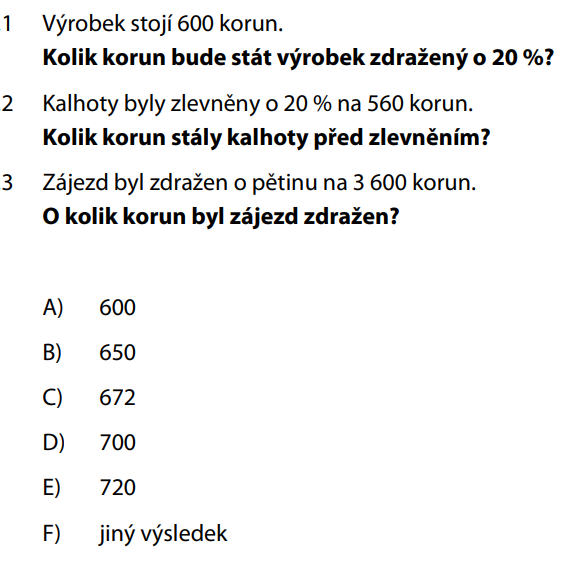 .1 Výrobek stojí 600 korun.
Kolik korun bude stát výrobek zdražený o 20 %?
.2 Kalhoty byly zlevněny o 20 % na 560 korun.
Kolik korun stály kalhoty před zlevněním?
.3 Zájezd byl zdražen o pětinu na 3 600 korun.
O kolik korun byl zájezd zdražen?
A) 600
B) 650
C) 672
D) 700
E) 720
F) jiný výsledek